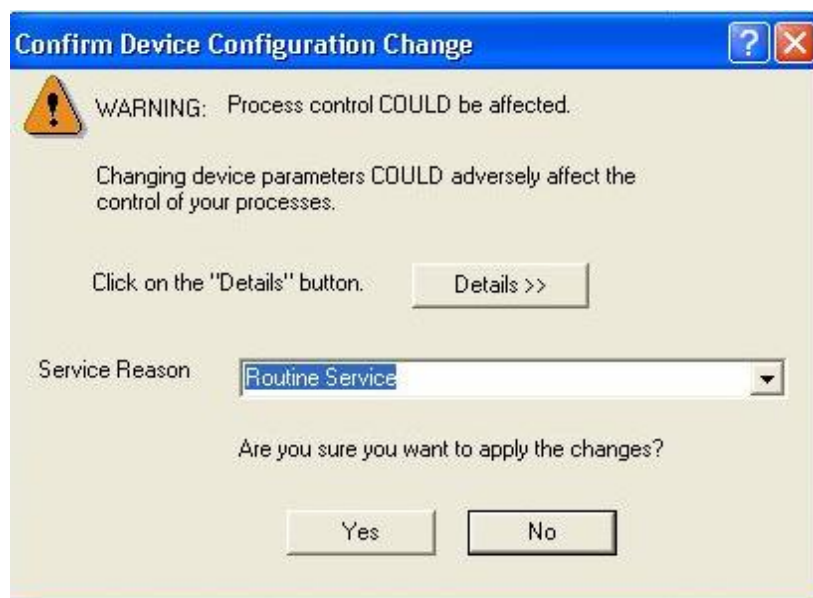 Confirm Device Configuration Change
WARNING: Process control COULD be affected.
Changing device parameters COULD adversely affect the
control of your processes.
Click on the "Details" button. Details >>
Service Reason Routine Service
Are you sure you want to apply the changes?
Yes No